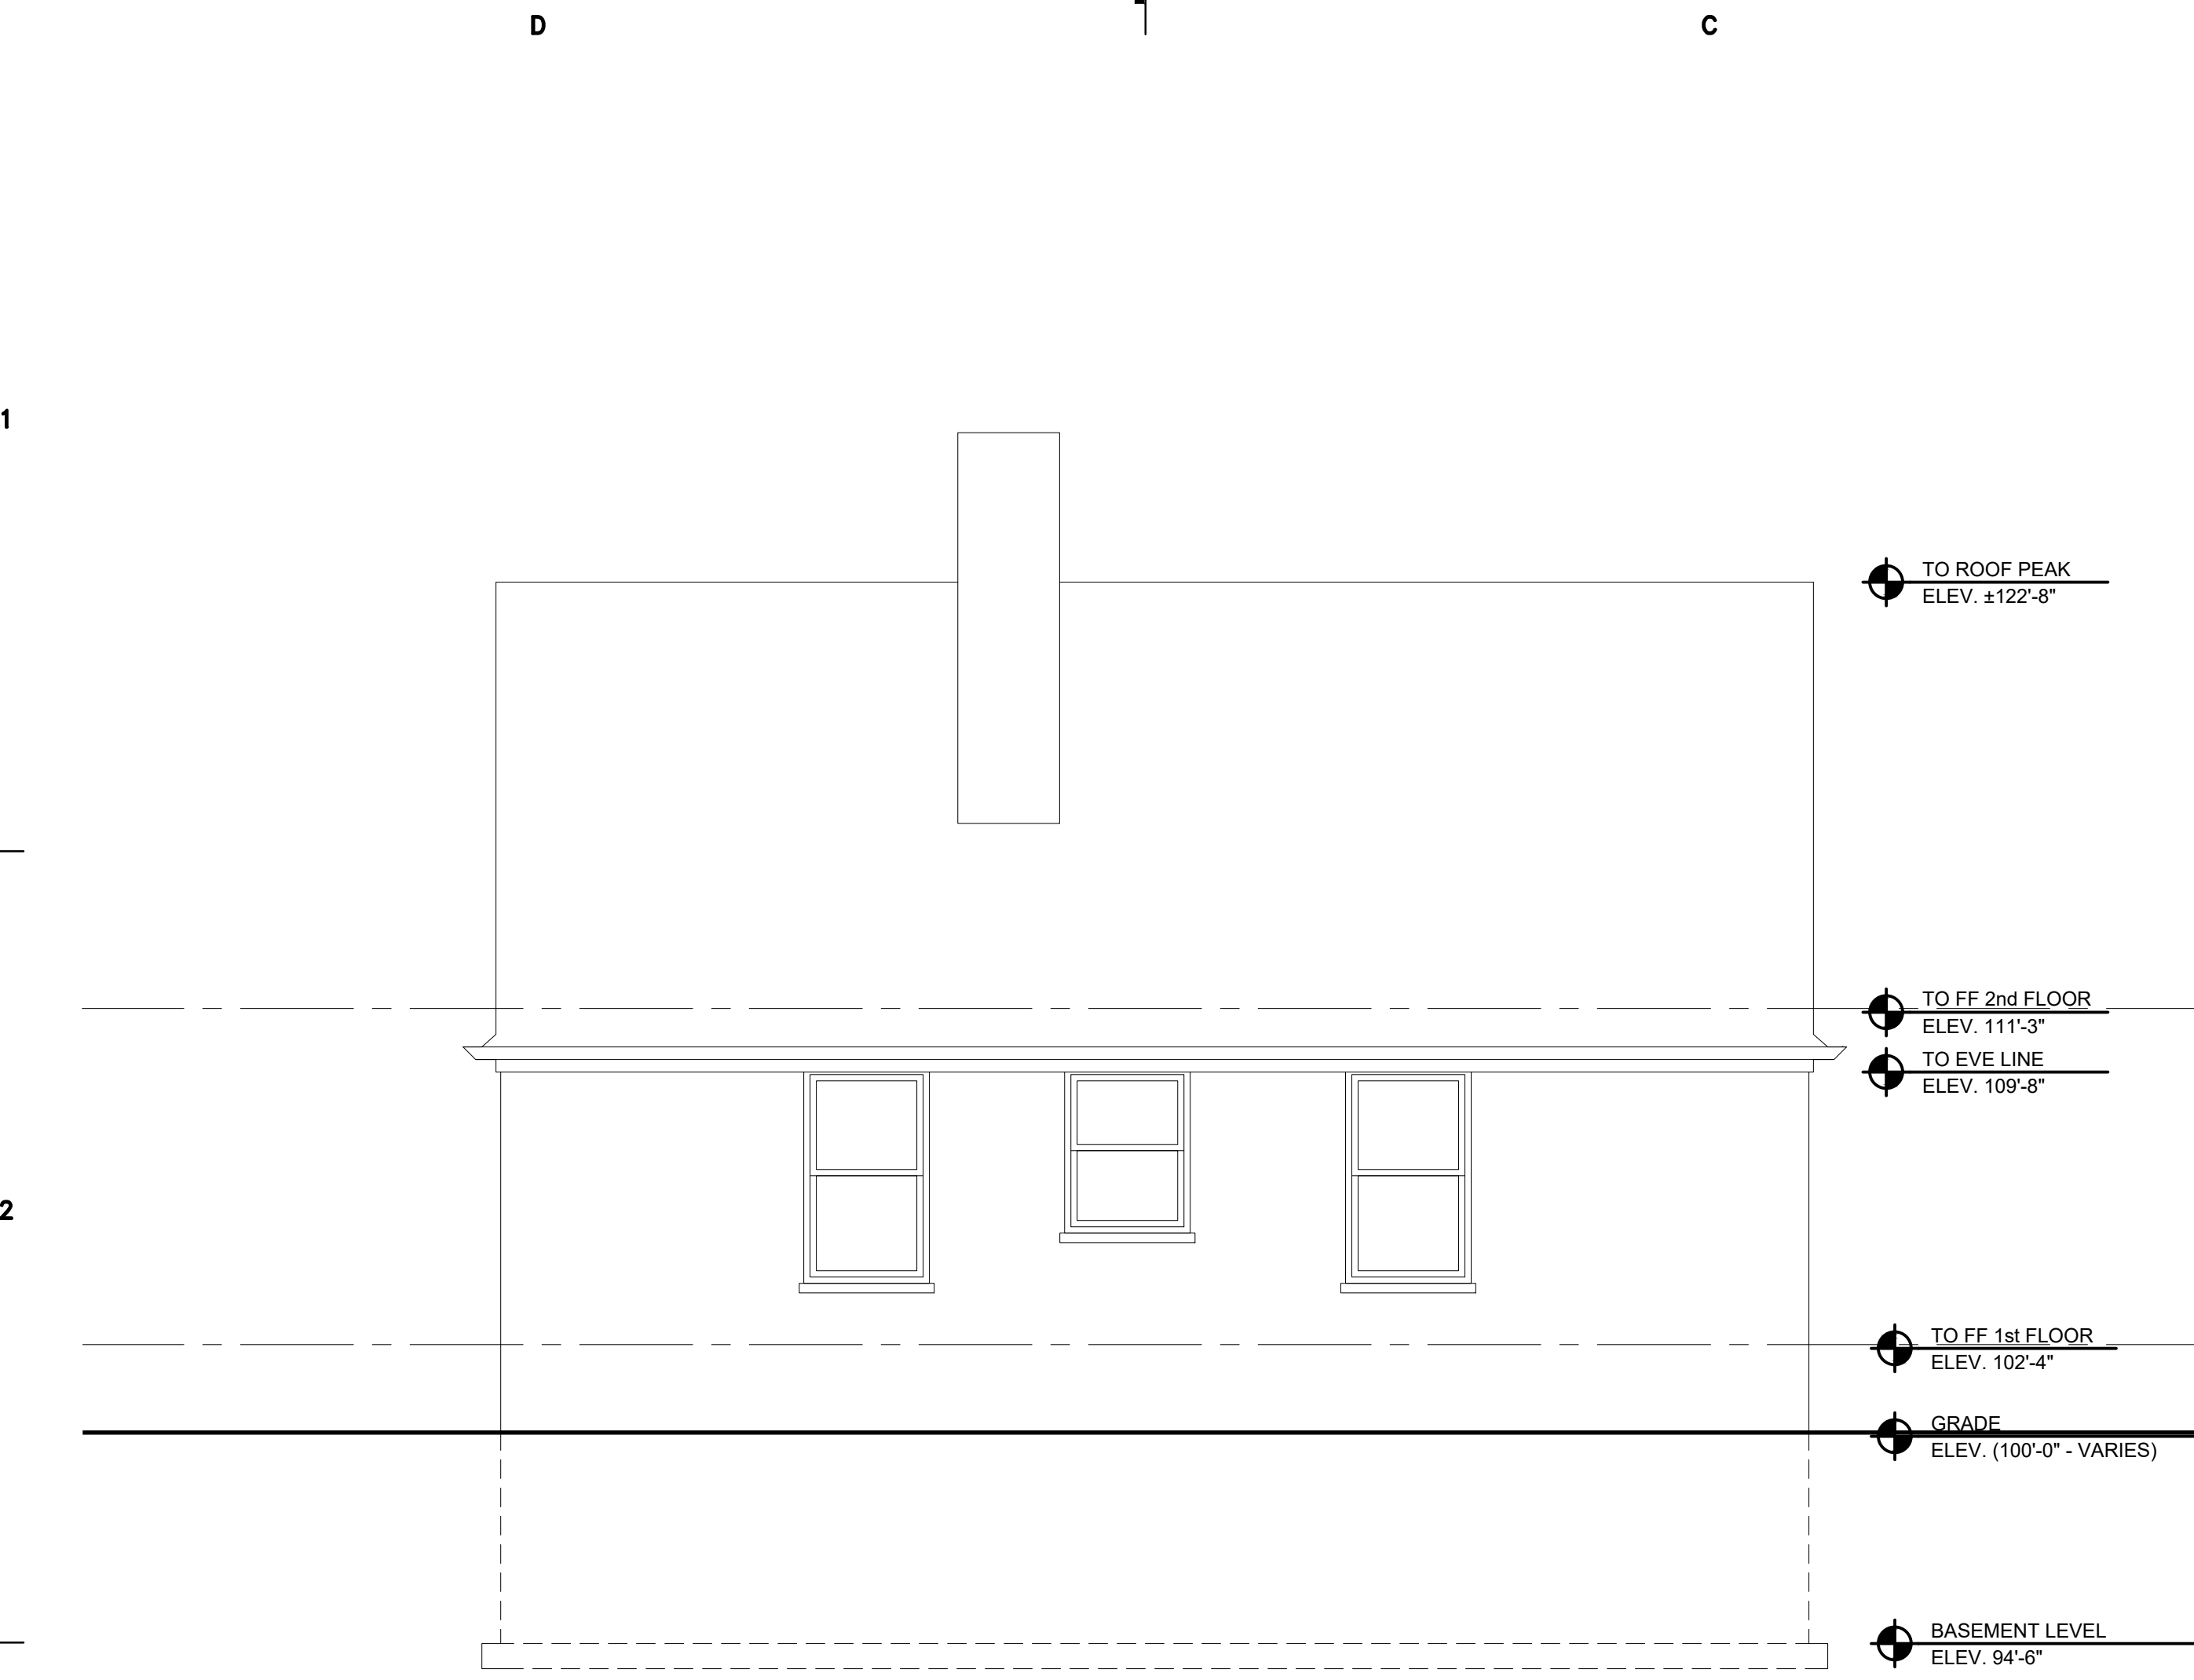 D
C
1
TO ROOF PEAK
ELEV. ±122'-8"
TO FF 2nd FLOOR
ELEV. 111'-3"
TO EVE LINE
ELEV. 109'-8"
2
TO FF 1st FLOOR
ELEV. 102'-4"
GRADE
ELEV. (100'-0" - VARIES)
BASEMENT LEVEL
ELEV. 94'-6"